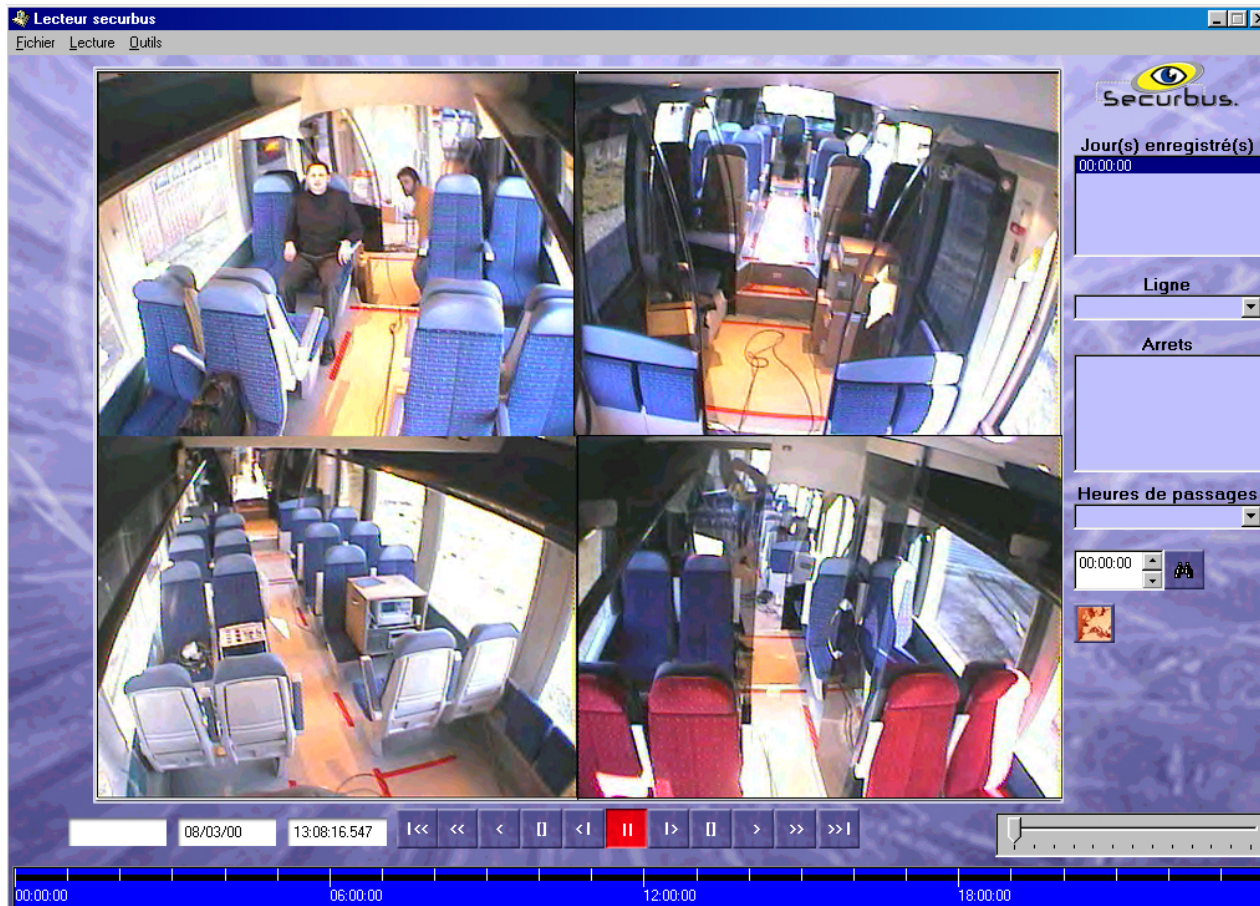 Lecteur securbus
Fichier Lecture Outils
Securbus.
Jour(s) enregistré(s)
00:00:00
Ligne
Arrets
Heures de passages
00:00:00
08/03/00 13:08:16.547 |<< << < [] <| || |> [] > >> >>|
00:00:00 06:00:00 12:00:00 18:00:00